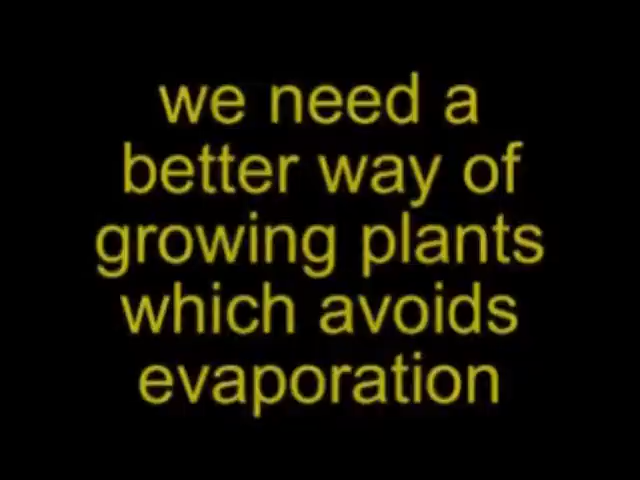 we need a
better way of
growing plants
which avoids
evaporation